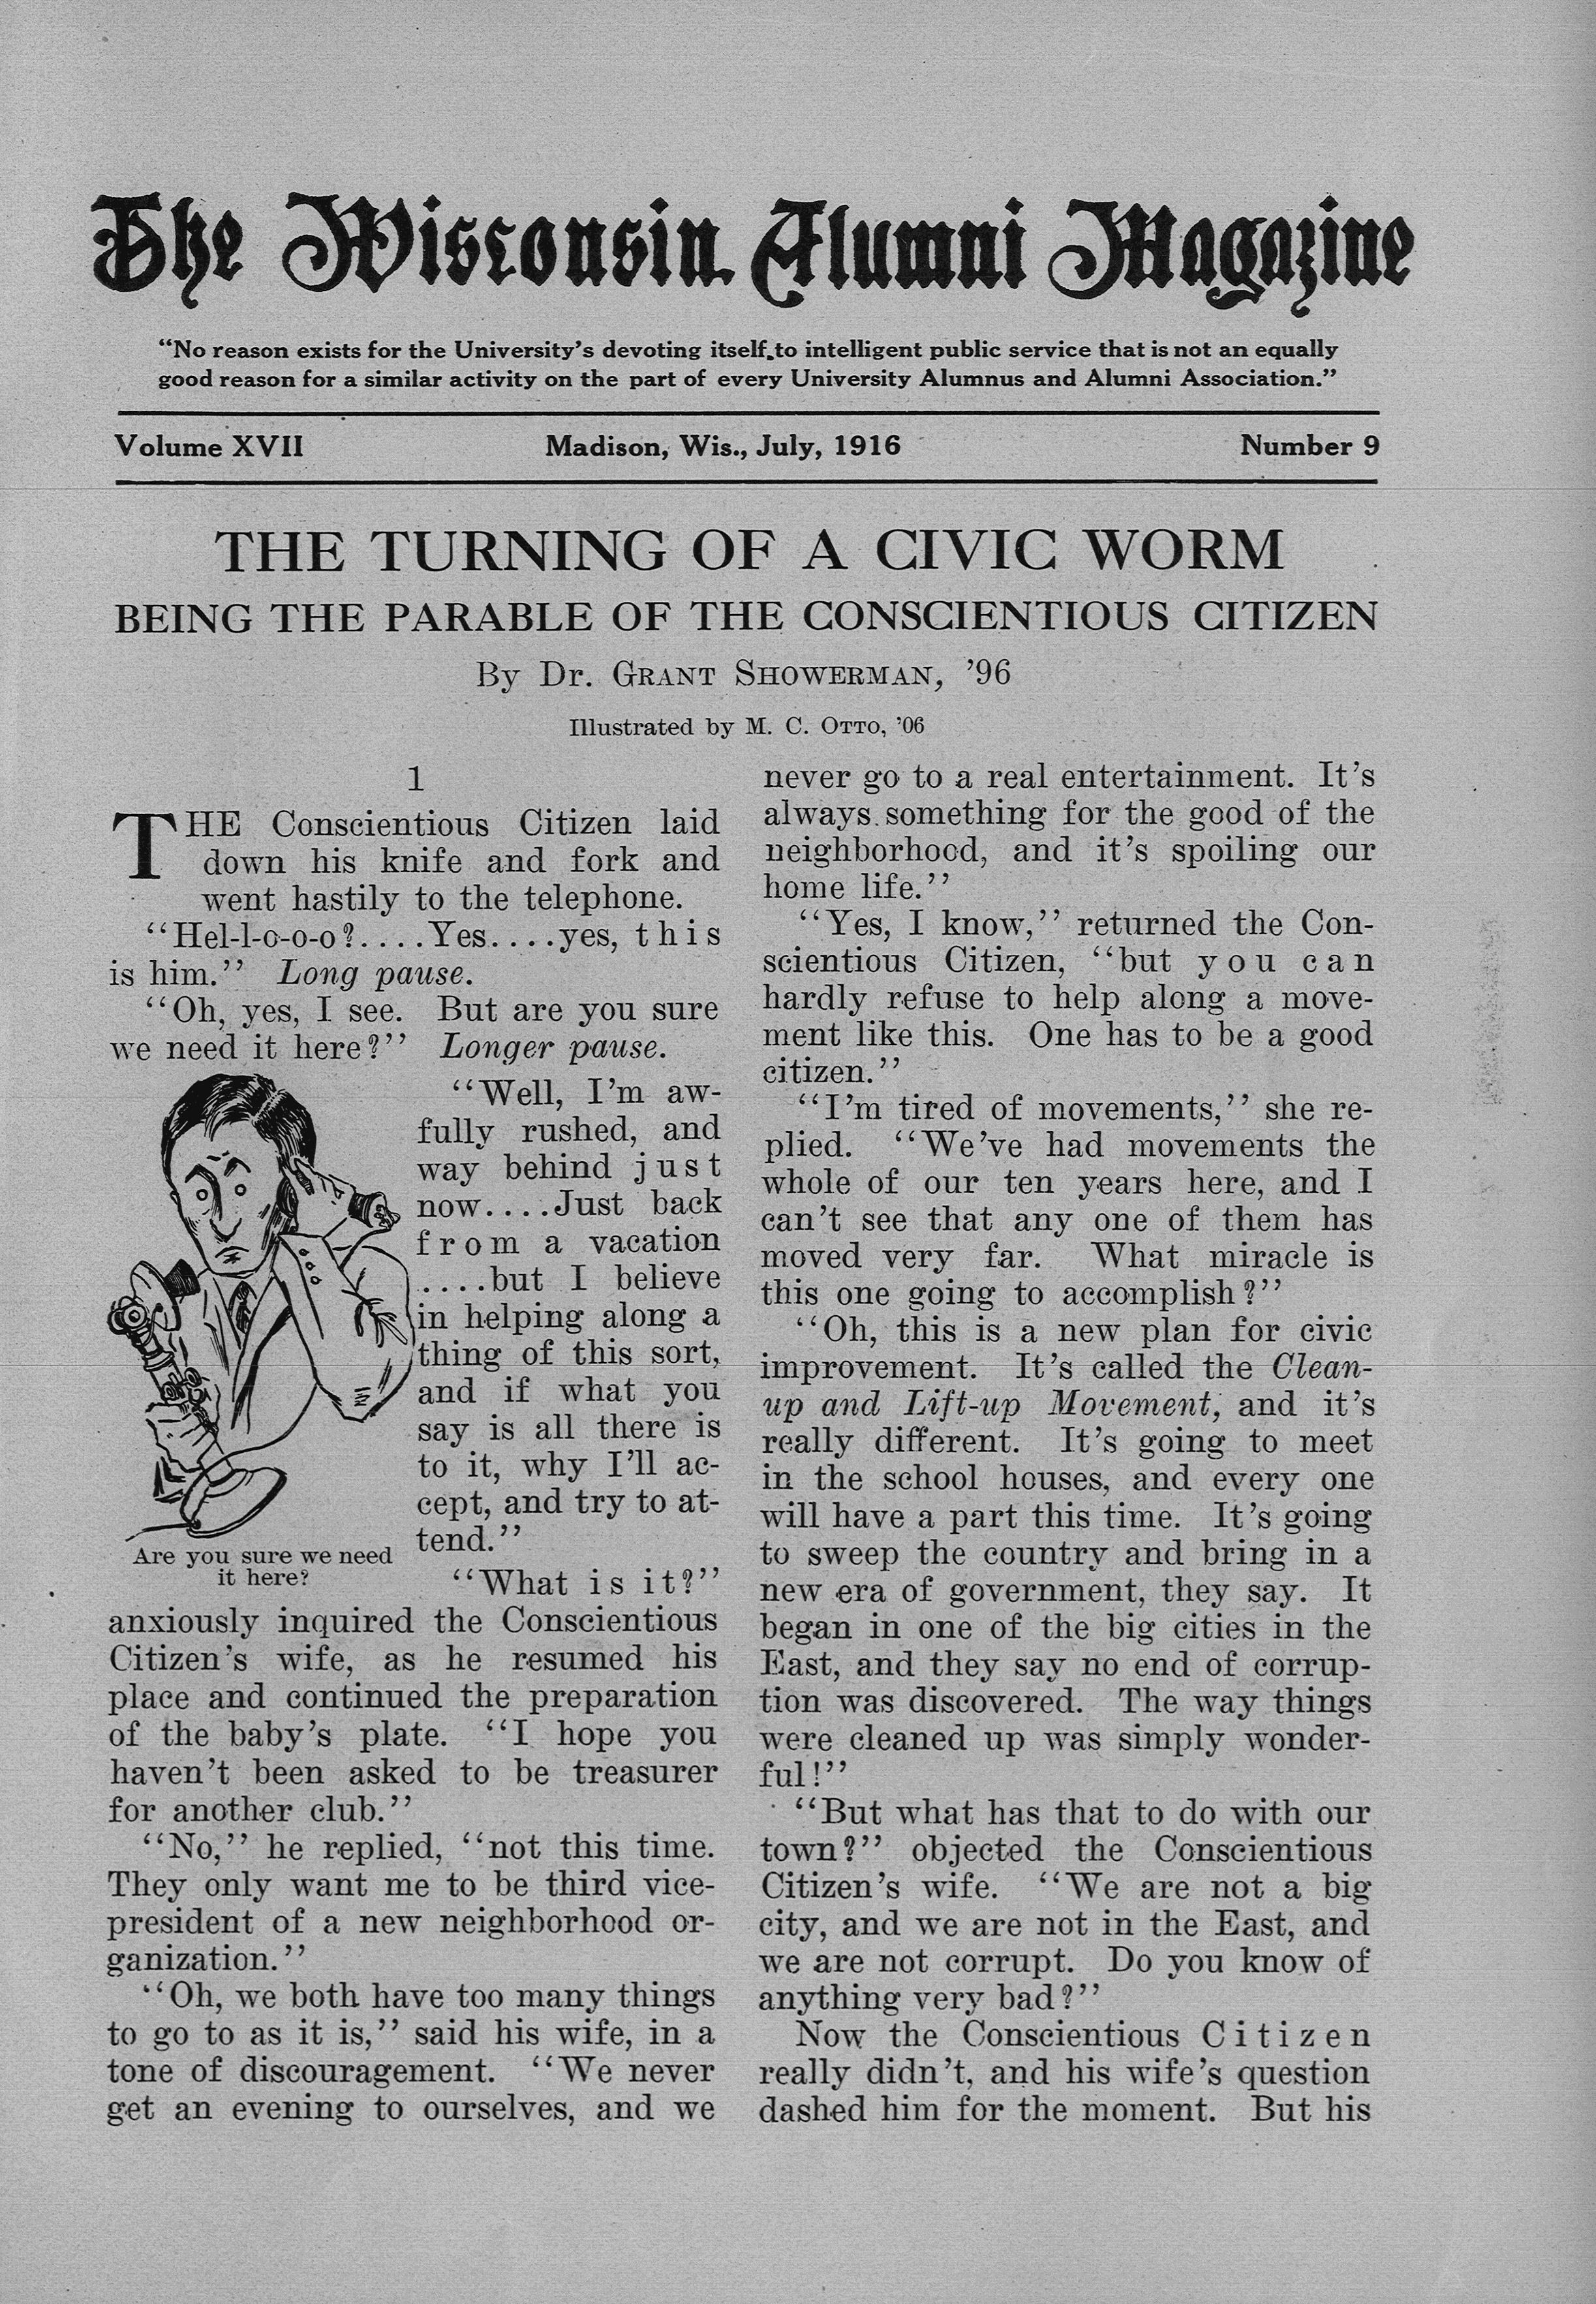 The Wisconsin Alumni Magazine
“No reason exists for the University’s devoting itself to intelligent public service that is not an equally
good reason for a similar activity on the part of every University Alumnus and Alumni Association.”
Volume XVII Madison, Wis., July, 1916 Number 9
THE TURNING OF A CIVIC WORM
BEING THE PARABLE OF THE CONSCIENTIOUS CITIZEN
By Dr. GRANT SHOWERMAN, ’96
Illustrated by M. C. OTTO, ’06
1
THE Conscientious Citizen laid
down his knife and fork and
went hastily to the telephone.
“Hel-l-o-o-o?....Yes....yes, this
is him.” Long pause.
“Oh, yes, I see. But are you sure
we need it here?” Longer pause.
“Well, I’m aw-
fully rushed, and
way behind just
now....Just back
from a vacation
....but I believe
in helping along a
thing of this sort,
and if what you
say is all there is
to it, why I’ll ac-
cept, and try to at-
tend.”
Are you sure we need
it here?
“What is it?”
anxiously inquired the Conscientious
Citizen’s wife, as he resumed his
place and continued the preparation
of the baby’s plate. “I hope you
haven’t been asked to be treasurer
for another club.”
“No,” he replied, “not this time.
They only want me to be third vice-
president of a new neighborhood or-
ganization.”
“Oh, we both have too many things
to go to as it is,” said his wife, in a
tone of discouragement. “We never
get an evening to ourselves, and we
never go to a real entertainment. It’s
always something for the good of the
neighborhood, and it’s spoiling our
home life.”
“Yes, I know,” returned the Con-
scientious Citizen, “but you can
hardly refuse to help along a move-
ment like this. One has to be a good
citizen.”
“I’m tired of movements,” she re-
plied. “We’ve had movements the
whole of our ten years here, and I
can’t see that any one of them has
moved very far. What miracle is
this one going to accomplish?”
“Oh, this is a new plan for civic
improvement. It’s called the Clean-
up and Lift-up Movement, and it’s
really different. It’s going to meet
in the school houses, and every one
will have a part this time. It’s going
to sweep the country and bring in a
new era of government, they say. It
began in one of the big cities in the
East, and they say no end of corrup-
tion was discovered. The way things
were cleaned up was simply wonder-
ful!”
“But what has that to do with our
town?” objected the Conscientious
Citizen’s wife. “We are not a big
city, and we are not in the East, and
we are not corrupt. Do you know of
anything very bad?”
Now the Conscientious Citizen
really didn’t, and his wife’s question
dashed him for the moment. But his